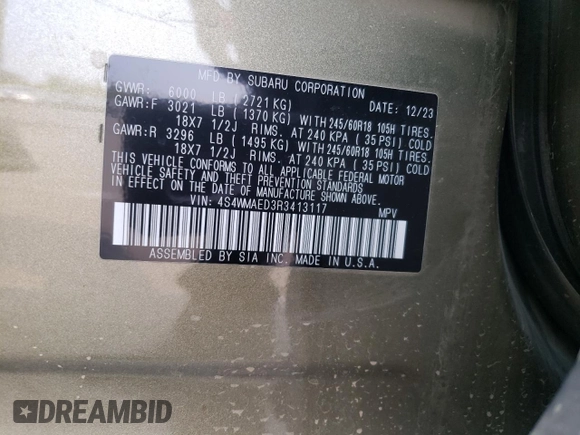 MFD BY SUBARU CORPORATION
GVWR: 6000 LB ( 2721 KG) DATE: 12/23
GAWR:F 3021 LB ( 1370 KG) WITH 245/60R18 105H TIRES.
18X7 1/2J RIMS. AT 240 KPA ( 35 PSI) COLD
GAWR:R 3296 LB ( 1495 KG) WITH 245/60R18 105H TIRES.
18X7 1/2J RIMS. AT 240 KPA ( 35 PSI) COLD
THIS VEHICLE CONFORMS TO ALL APPLICABLE FEDERAL MOTOR
VEHICLE SAFETY AND THEFT PREVENTION STANDARDS
IN EFFECT ON THE DATE OF MANUFACTURE SHOWN ABOVE.
VIN: 4S4WMAED3R3413117 MPV
ASSEMBLED BY SIA INC. MADE IN U.S.A.
DREAMBID